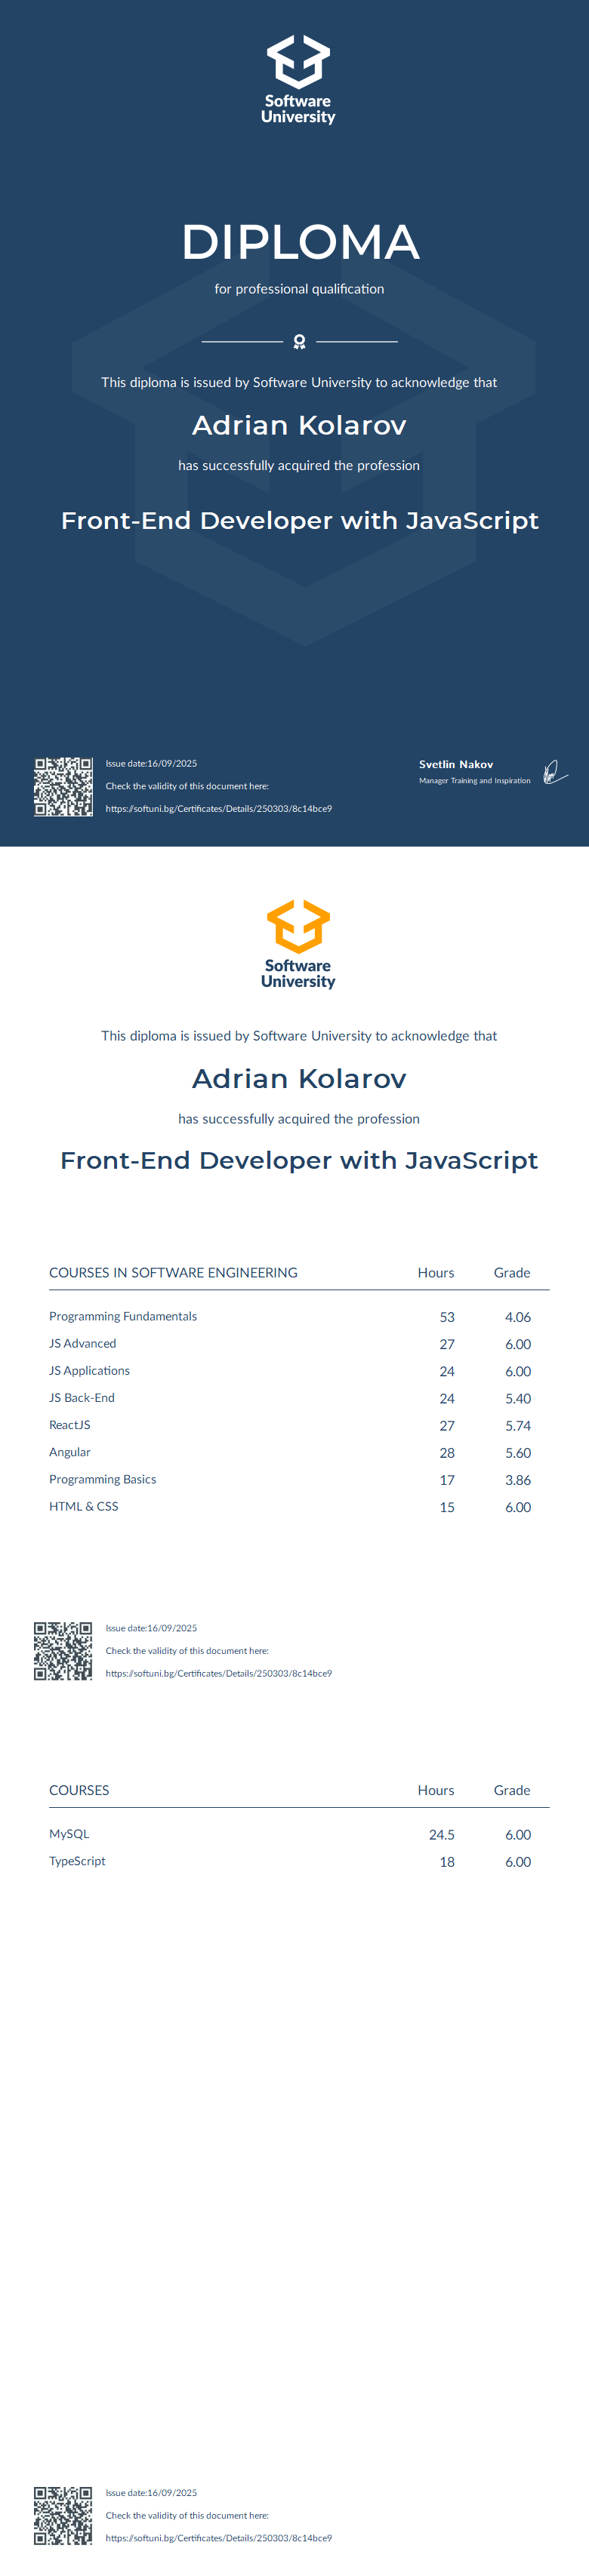 Software
University
DIPLOMA
for professional qualification
This diploma is issued by Software University to acknowledge that
Adrian Kolarov
has successfully acquired the profession
Front-End Developer with JavaScript
Issue date:16/09/2025
Check the validity of this document here:
https://softuni.bg/Certificates/Details/250303/8c14bce9
Svetlin Nakov
Manager Training and Inspiration
Software
University
This diploma is issued by Software University to acknowledge that
Adrian Kolarov
has successfully acquired the profession
Front-End Developer with JavaScript
COURSES IN SOFTWARE ENGINEERING Hours Grade
Programming Fundamentals 53 4.06
JS Advanced 27 6.00
JS Applications 24 6.00
JS Back-End 24 5.40
ReactJS 27 5.74
Angular 28 5.60
Programming Basics 17 3.86
HTML & CSS 15 6.00
Issue date:16/09/2025
Check the validity of this document here:
https://softuni.bg/Certificates/Details/250303/8c14bce9
COURSES Hours Grade
MySQL 24.5 6.00
TypeScript 18 6.00
Issue date:16/09/2025
Check the validity of this document here:
https://softuni.bg/Certificates/Details/250303/8c14bce9